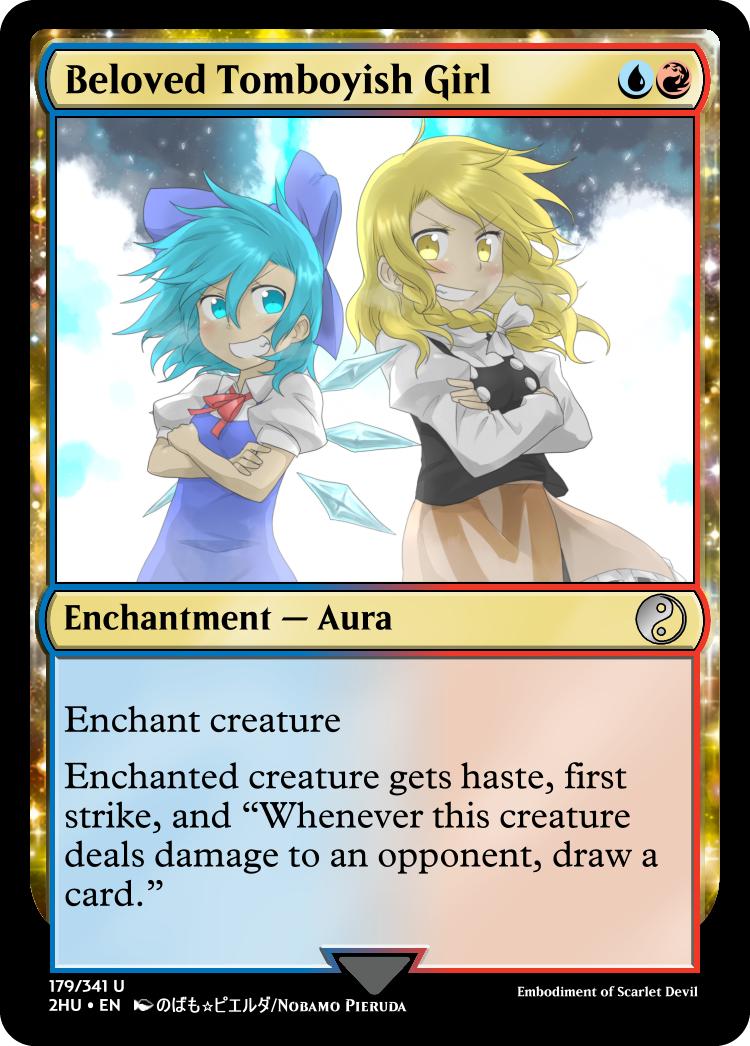 Beloved Tomboyish Girl
Enchantment — Aura
Enchant creature
Enchanted creature gets haste, first
strike, and “Whenever this creature
deals damage to an opponent, draw a
card.”
179/341 U
2HU • EN のばも☆ピエルダ/Nobamo Pieruda
Embodiment of Scarlet Devil